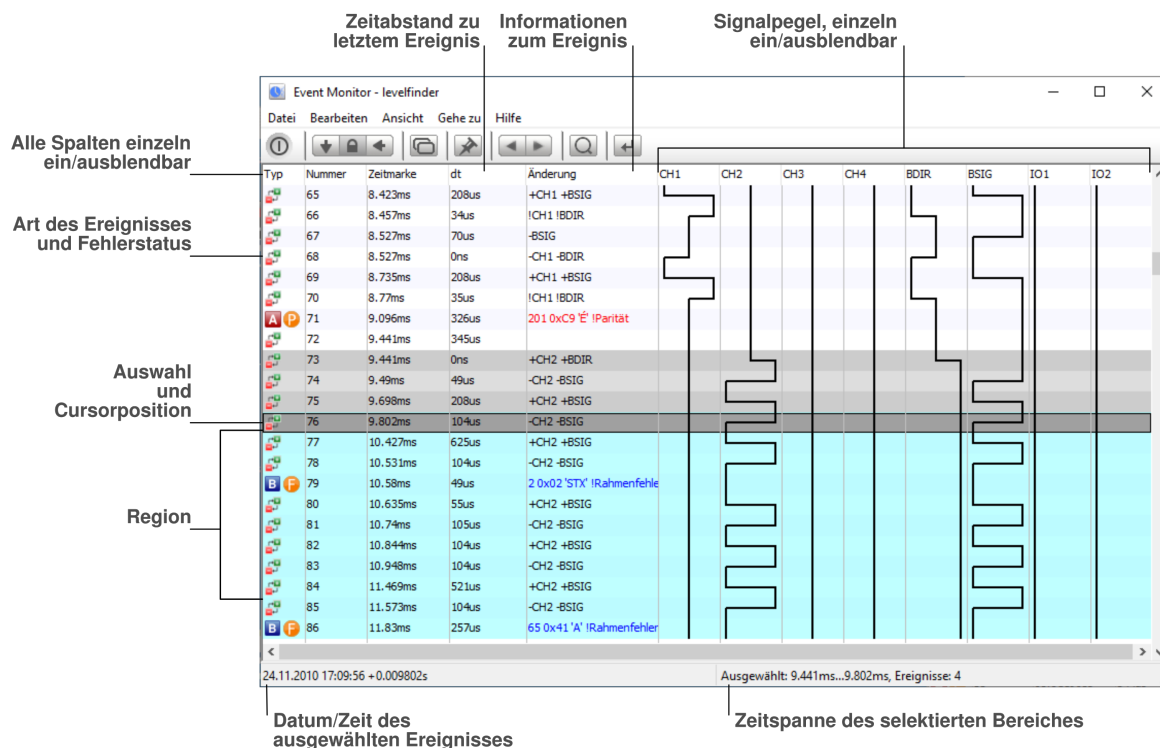 Zeitabstand zu
letztem Ereignis
Informationen
zum Ereignis
Signalpegel, einzeln
ein/ausblendbar
Event Monitor - levelfinder
Datei Bearbeiten Ansicht Gehe zu Hilfe
Alle Spalten einzeln
ein/ausblendbar
Typ Nummer Zeitmarke dt Änderung CH1 CH2 CH3 CH4 BDIR BSIG IO1 IO2
65 8.423ms 208us +CH1 +BSIG
Art des Ereignisses
und Fehlerstatus
66 8.457ms 34us !CH1 !BDIR
67 8.527ms 70us -BSIG
68 8.527ms 0ns -CH1 -BDIR
69 8.735ms 208us +CH1 +BSIG
70 8.77ms 35us !CH1 !BDIR
A P 71 9.096ms 326us 201 0xC9 'É' !Parität
72 9.441ms 345us
73 9.441ms 0ns +CH2 +BDIR
Auswahl
und
Cursorposition
74 9.49ms 49us -CH2 -BSIG
75 9.698ms 208us +CH2 +BSIG
76 9.802ms 104us -CH2 -BSIG
77 10.427ms 625us +CH2 +BSIG
78 10.531ms 104us -CH2 -BSIG
B F 79 10.58ms 49us 2 0x02 'STX' !Rahmenfehle
Region
80 10.635ms 55us +CH2 +BSIG
81 10.74ms 105us -CH2 -BSIG
82 10.844ms 104us +CH2 +BSIG
83 10.948ms 104us -CH2 -BSIG
84 11.469ms 521us +CH2 +BSIG
85 11.573ms 104us -CH2 -BSIG
B F 86 11.83ms 257us 65 0x41 'A' !Rahmenfehler
24.11.2010 17:09:56 +0.009802s
Ausgewählt: 9.441ms...9.802ms, Ereignisse: 4
Datum/Zeit des
ausgewählten Ereignisses
Zeitspanne des selektierten Bereiches